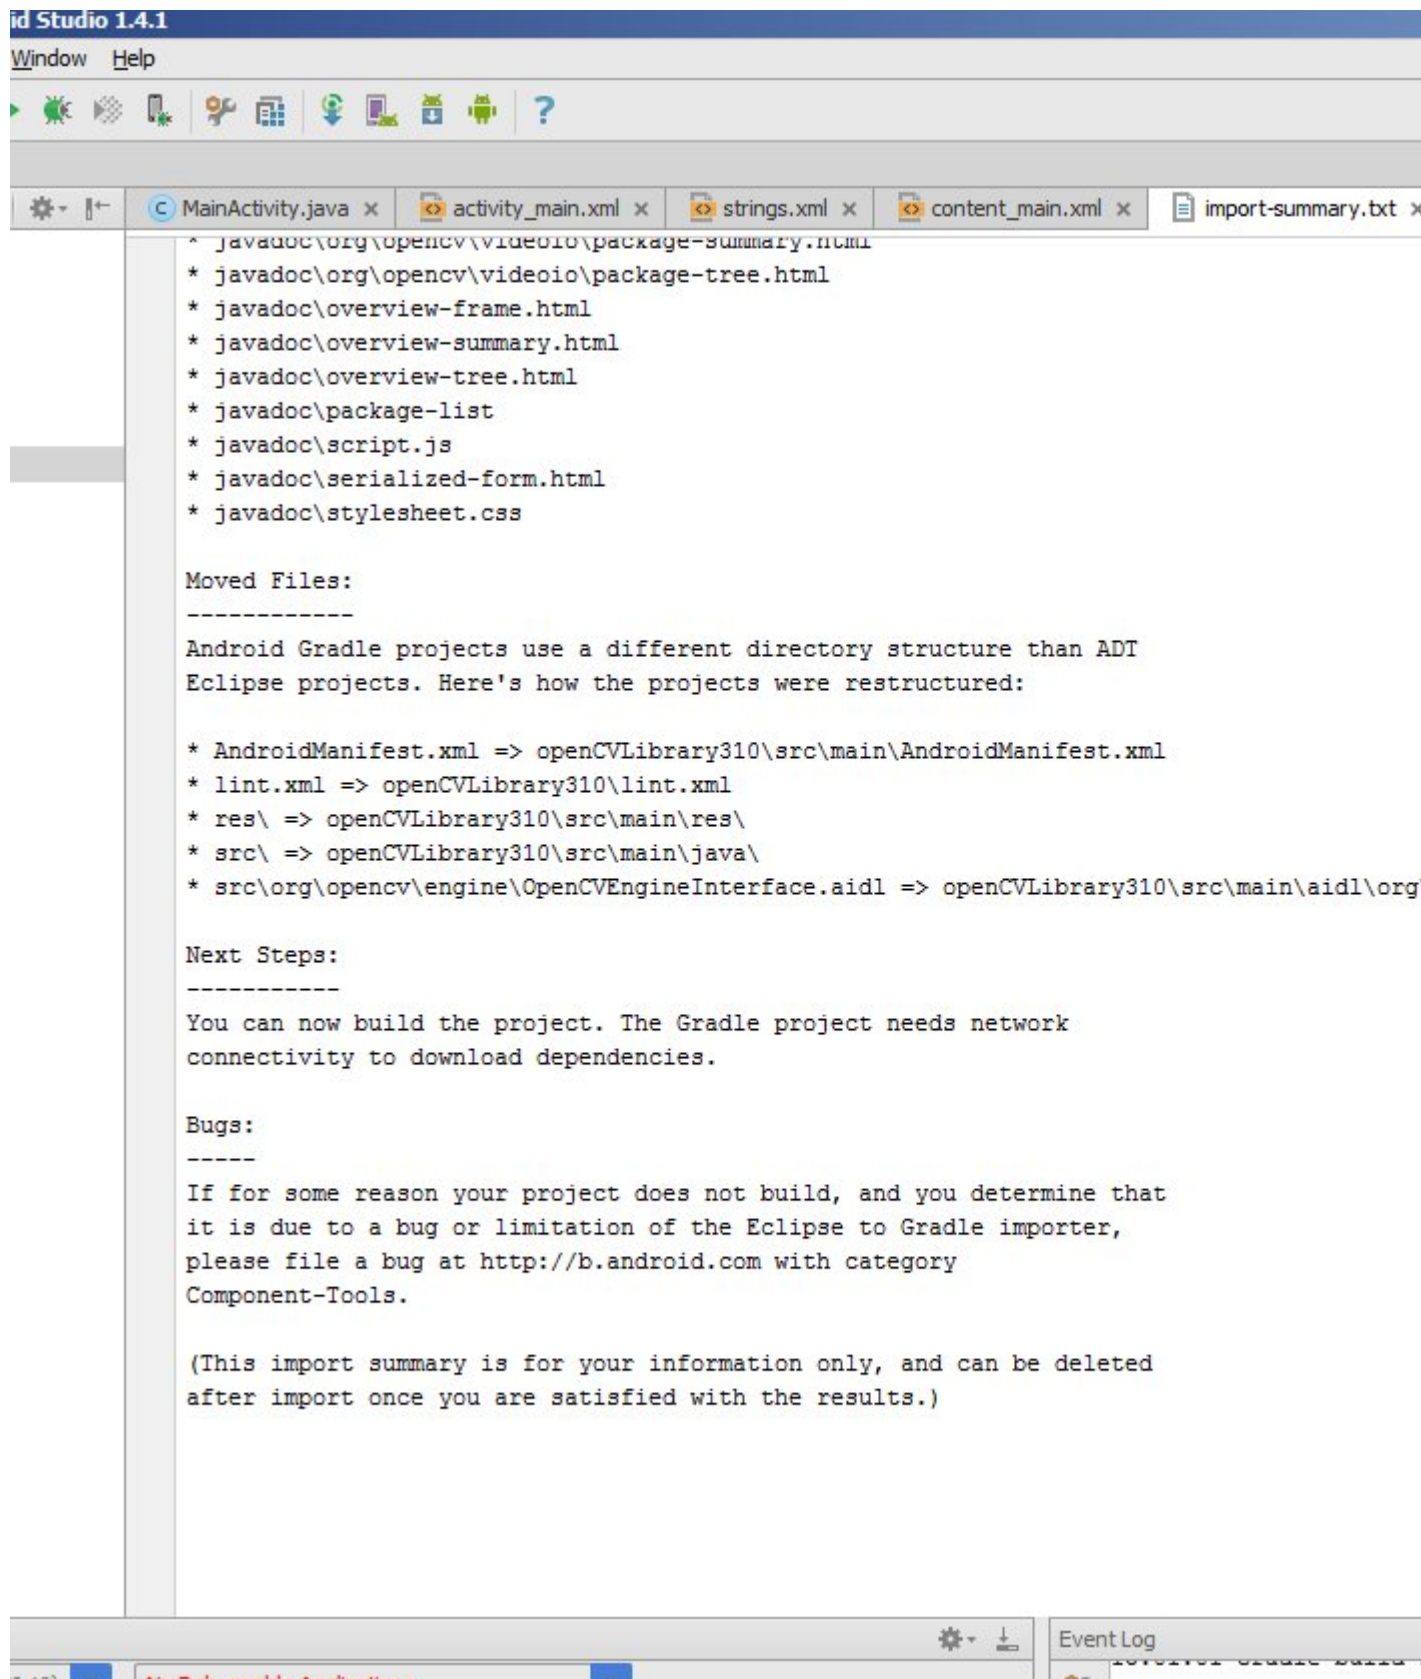 id Studio 1.4.1
Window Help
?
MainActivity.java × activity_main.xml × strings.xml × content_main.xml × import-summary.txt ×
* javadoc\org\opencv\videoio\package-summary.html
* javadoc\org\opencv\videoio\package-tree.html
* javadoc\overview-frame.html
* javadoc\overview-summary.html
* javadoc\overview-tree.html
* javadoc\package-list
* javadoc\script.js
* javadoc\serialized-form.html
* javadoc\stylesheet.css
Moved Files:
------------
Android Gradle projects use a different directory structure than ADT
Eclipse projects. Here's how the projects were restructured:
* AndroidManifest.xml => openCVLibrary310\src\main\AndroidManifest.xml
* lint.xml => openCVLibrary310\lint.xml
* res\ => openCVLibrary310\src\main\res\
* src\ => openCVLibrary310\src\main\java\
* src\org\opencv\engine\OpenCVEngineInterface.aidl => openCVLibrary310\src\main\aidl\org\
Next Steps:
-----------
You can now build the project. The Gradle project needs network
connectivity to download dependencies.
Bugs:
-----
If for some reason your project does not build, and you determine that
it is due to a bug or limitation of the Eclipse to Gradle importer,
please file a bug at http://b.android.com with category
Component-Tools.
(This import summary is for your information only, and can be deleted
after import once you are satisfied with the results.)
Event Log